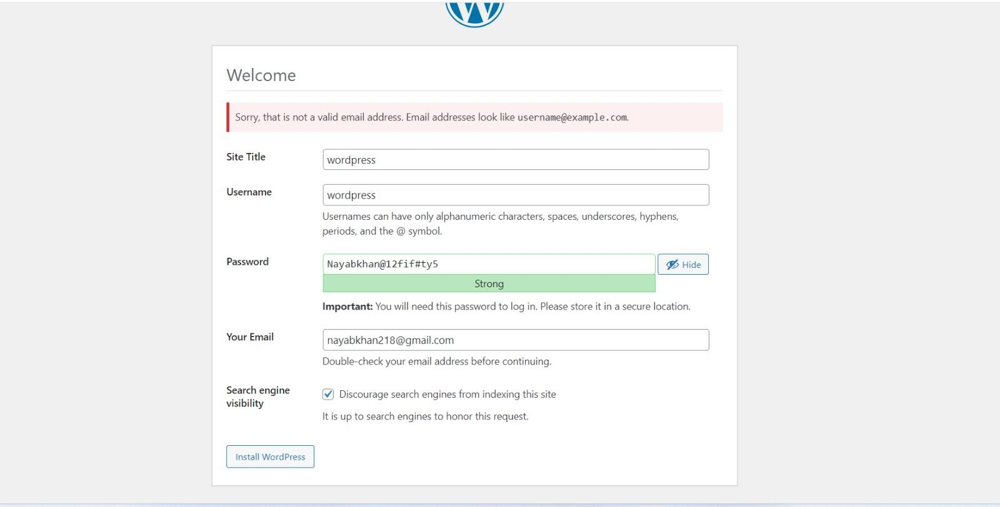 Welcome
Sorry, that is not a valid email address. Email addresses look like username@example.com.
Site Title
wordpress
Username
wordpress
Usernames can have only alphanumeric characters, spaces, underscores, hyphens,
periods, and the @ symbol.
Password
Nayabkhan@12fif#ty5
Hide
Strong
Important: You will need this password to log in. Please store it in a secure location.
Your Email
nayabkhan218@gmail.com
Double-check your email address before continuing.
Search engine
visibility
Discourage search engines from indexing this site
It is up to search engines to honor this request.
Install WordPress